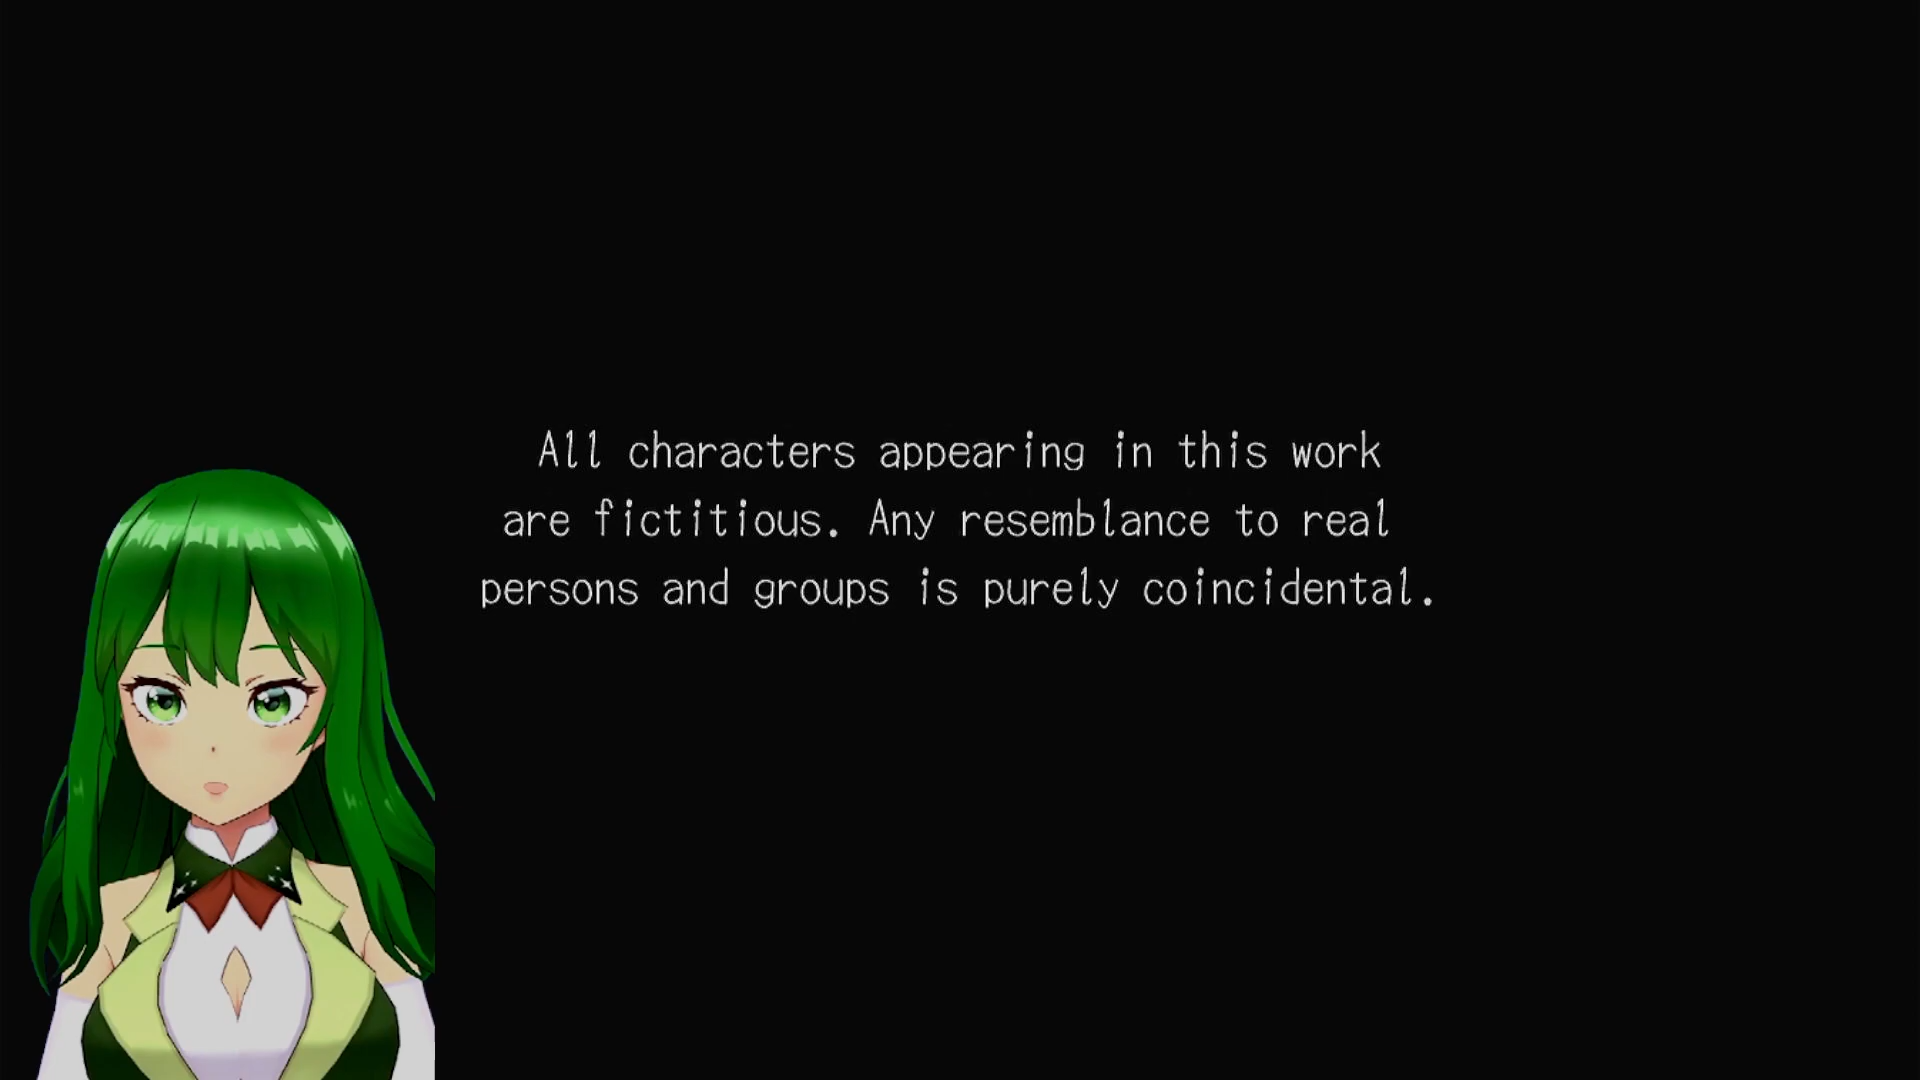 All characters appearing in this work
are fictitious. Any resemblance to real
persons and groups is purely coincidental.